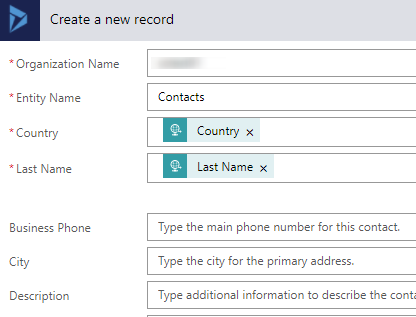 Create a new record
* Organization Name
* Entity Name Contacts
* Country Country ×
* Last Name Last Name ×
Business Phone Type the main phone number for this contact.
City Type the city for the primary address.
Description Type additional information to describe the conta